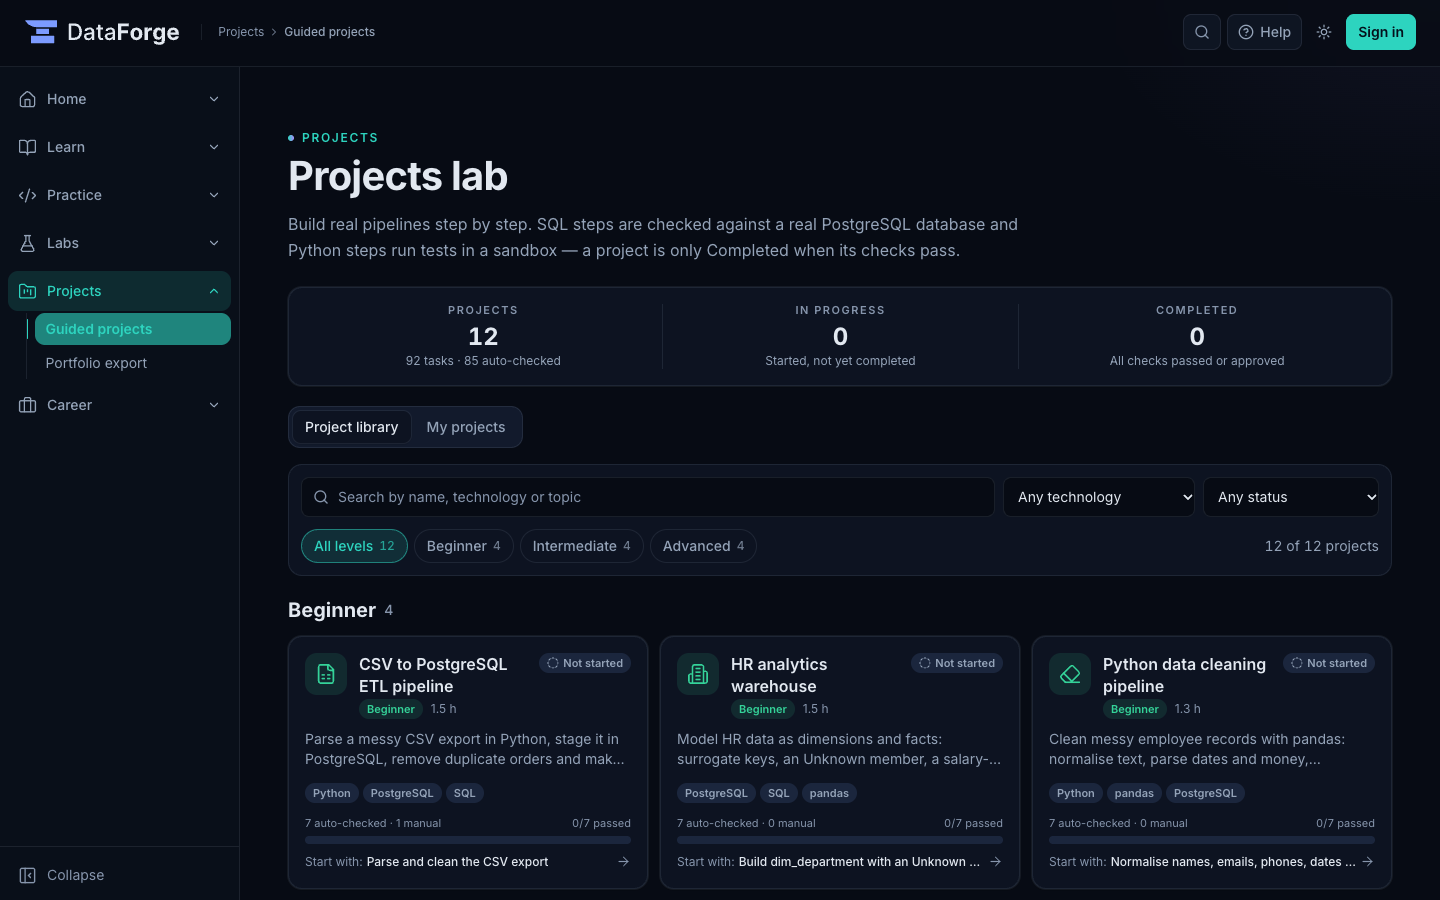 DataForge
Projects > Guided projects
Help
Sign in
Home
Learn
Practice
Labs
Projects
Guided projects
Portfolio export
Career
Collapse
PROJECTS
Projects lab
Build real pipelines step by step. SQL steps are checked against a real PostgreSQL database and
Python steps run tests in a sandbox — a project is only Completed when its checks pass.
PROJECTS
12
92 tasks · 85 auto-checked
IN PROGRESS
0
Started, not yet completed
COMPLETED
0
All checks passed or approved
Project library
My projects
Search by name, technology or topic
Any technology
Any status
All levels 12
Beginner 4
Intermediate 4
Advanced 4
12 of 12 projects
Beginner 4
CSV to PostgreSQL
ETL pipeline
Not started
Beginner 1.5 h
Parse a messy CSV export in Python, stage it in
PostgreSQL, remove duplicate orders and mak...
Python PostgreSQL SQL
7 auto-checked · 1 manual 0/7 passed
Start with: Parse and clean the CSV export
HR analytics
warehouse
Not started
Beginner 1.5 h
Model HR data as dimensions and facts:
surrogate keys, an Unknown member, a salary-...
PostgreSQL SQL pandas
7 auto-checked · 0 manual 0/7 passed
Start with: Build dim_department with an Unknown ...
Python data cleaning
pipeline
Not started
Beginner 1.3 h
Clean messy employee records with pandas:
normalise text, parse dates and money,...
Python pandas PostgreSQL
7 auto-checked · 0 manual 0/7 passed
Start with: Normalise names, emails, phones, dates ...